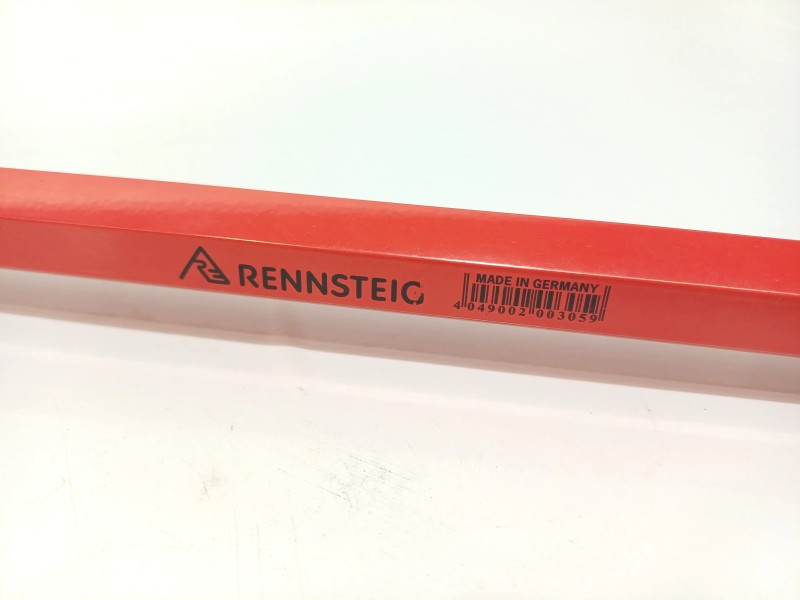 RENNSTEIG
MADE IN GERMANY
4 049002 003059